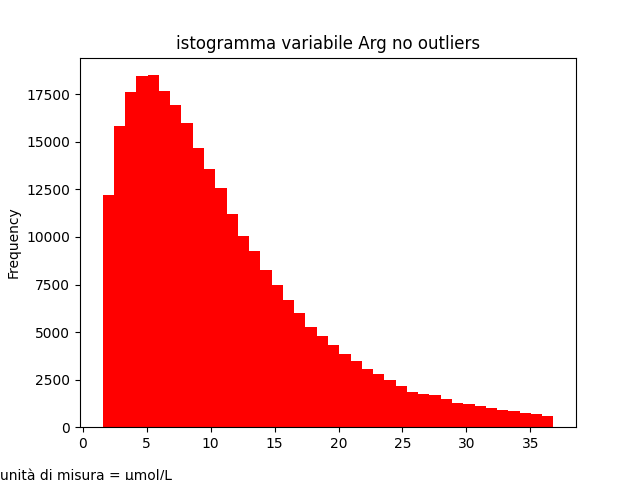 istogramma variabile Arg no outliers
Frequency
17500
15000
12500
10000
7500
5000
2500
0
0 5 10 15 20 25 30 35
unità di misura = µmol/L